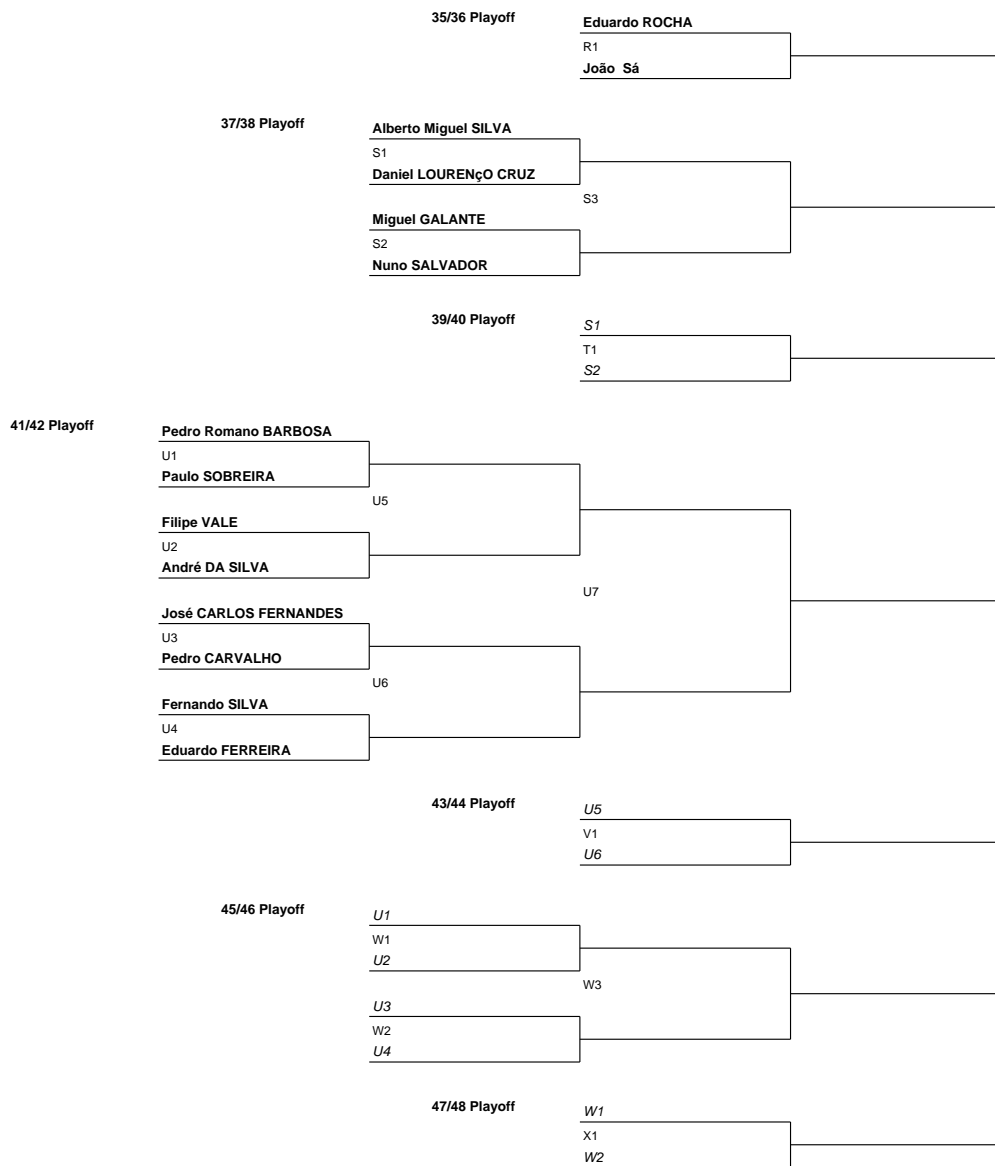 35/36 Playoff
Eduardo ROCHA
R1
João Sá
37/38 Playoff
Alberto Miguel SILVA
S1
Daniel LOURENçO CRUZ
S3
Miguel GALANTE
S2
Nuno SALVADOR
39/40 Playoff
S1
T1
S2
41/42 Playoff
Pedro Romano BARBOSA
U1
Paulo SOBREIRA
U5
Filipe VALE
U2
André DA SILVA
U7
José CARLOS FERNANDES
U3
Pedro CARVALHO
U6
Fernando SILVA
U4
Eduardo FERREIRA
43/44 Playoff
U5
V1
U6
45/46 Playoff
U1
W1
U2
W3
U3
W2
U4
47/48 Playoff
W1
X1
W2